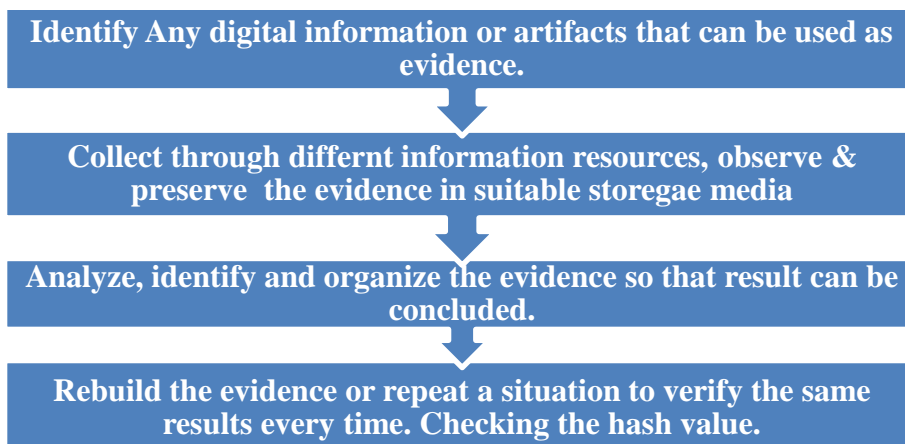 Identify Any digital information or artifacts that can be used as
evidence.
Collect through differnt information resources, observe &
preserve the evidence in suitable storegae media
Analyze, identify and organize the evidence so that result can be
concluded.
Rebuild the evidence or repeat a situation to verify the same
results every time. Checking the hash value.